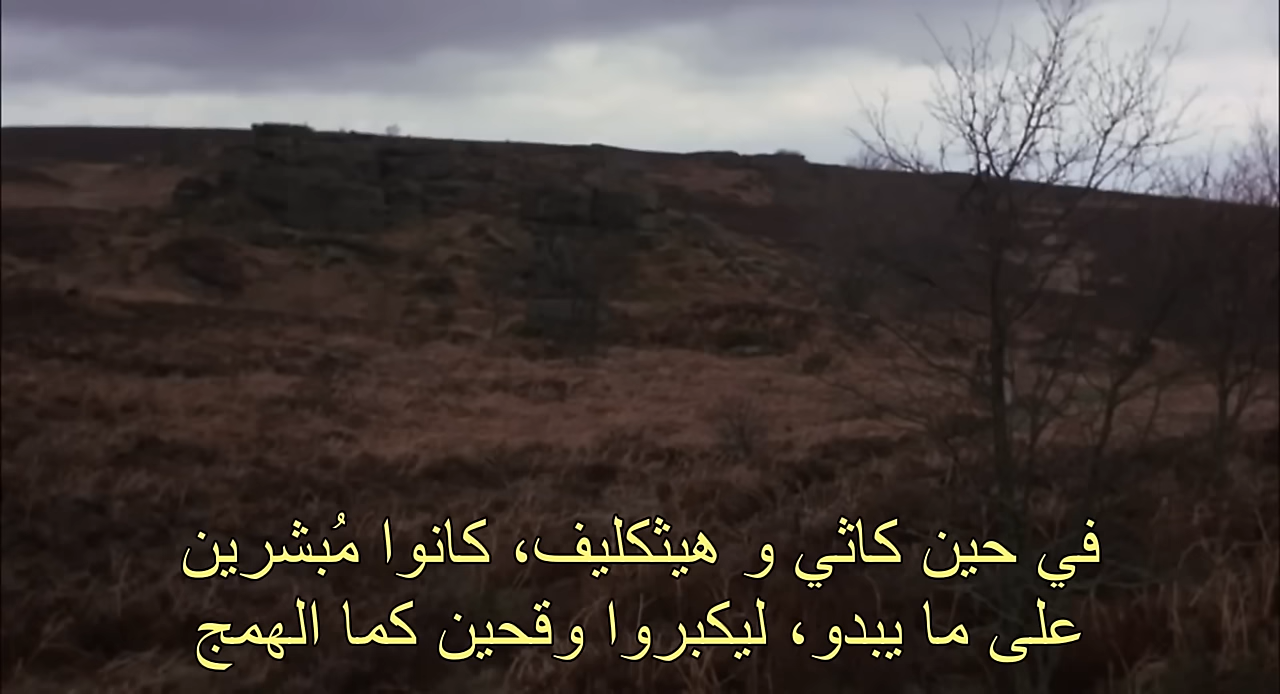 في حين كاثي و هيثكليف، كانوا مُبشرين
على ما يبدو، ليكبروا وقحين كما الهمج